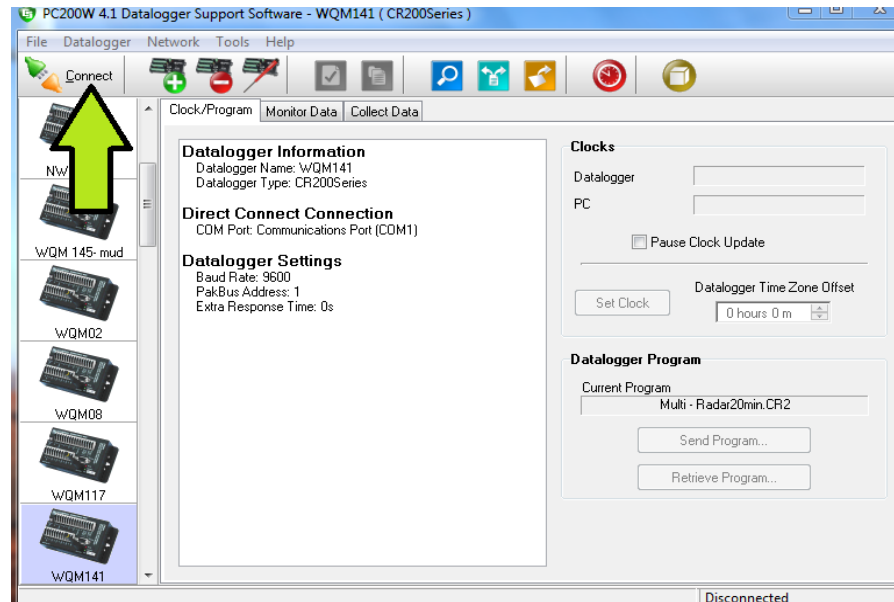 PC200W 4.1 Datalogger Support Software - WQM141 ( CR200Series )
File Datalogger Network Tools Help
Connect
Clock/Program Monitor Data Collect Data
NW
WQM 145- mud
WQM02
WQM08
WQM117
WQM141
Datalogger Information
Datalogger Name: WQM141
Datalogger Type: CR200Series
Direct Connect Connection
COM Port: Communications Port (COM1)
Datalogger Settings
Baud Rate: 9600
PakBus Address: 1
Extra Response Time: 0s
Clocks
Datalogger
PC
Pause Clock Update
Set Clock
Datalogger Time Zone Offset
0 hours 0 m
Datalogger Program
Current Program
Multi - Radar20min.CR2
Send Program...
Retrieve Program...
Disconnected